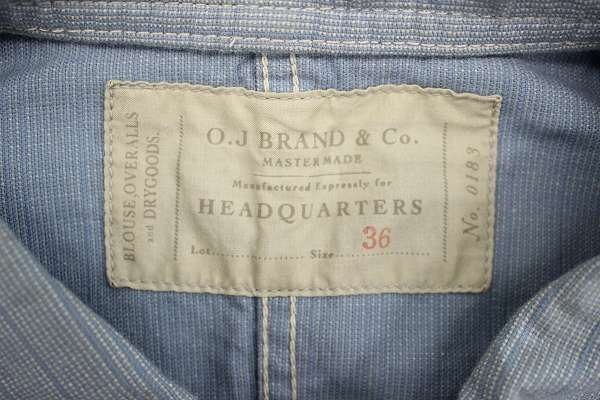 BLOUSE, OVERALLS
and DRYGOODS.
O.J BRAND & Co.
MASTERMADE
Manufactured Expressly for
HEADQUARTERS
Lot........... Size........... 36
No. 0183